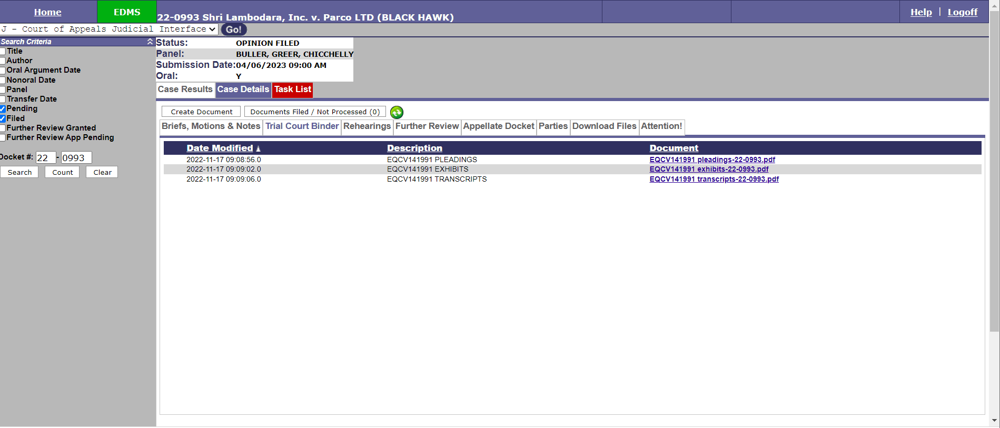 Home
EDMS
22-0993 Shri Lambodara, Inc. v. Parco LTD (BLACK HAWK)
Help | Logoff
J - Court of Appeals Judicial Interface
Go!
Search Criteria
Title
Author
Oral Argument Date
Nonoral Date
Panel
Transfer Date
Pending
Filed
Further Review Granted
Further Review App Pending
Docket #: 22 - 0993
Search Count Clear
Status: OPINION FILED
Panel: BULLER, GREER, CHICCHELLY
Submission Date: 04/06/2023 09:00 AM
Oral: Y
Case Results Case Details Task List
Create Document Documents Filed / Not Processed (0)
Briefs, Motions & Notes Trial Court Binder Rehearings Further Review Appellate Docket Parties Download Files Attention!
Date Modified Description Document
2022-11-17 09:08:56.0 EQCV141991 PLEADINGS EQCV141991 pleadings-22-0993.pdf
2022-11-17 09:09:02.0 EQCV141991 EXHIBITS EQCV141991 exhibits-22-0993.pdf
2022-11-17 09:09:06.0 EQCV141991 TRANSCRIPTS EQCV141991 transcripts-22-0993.pdf